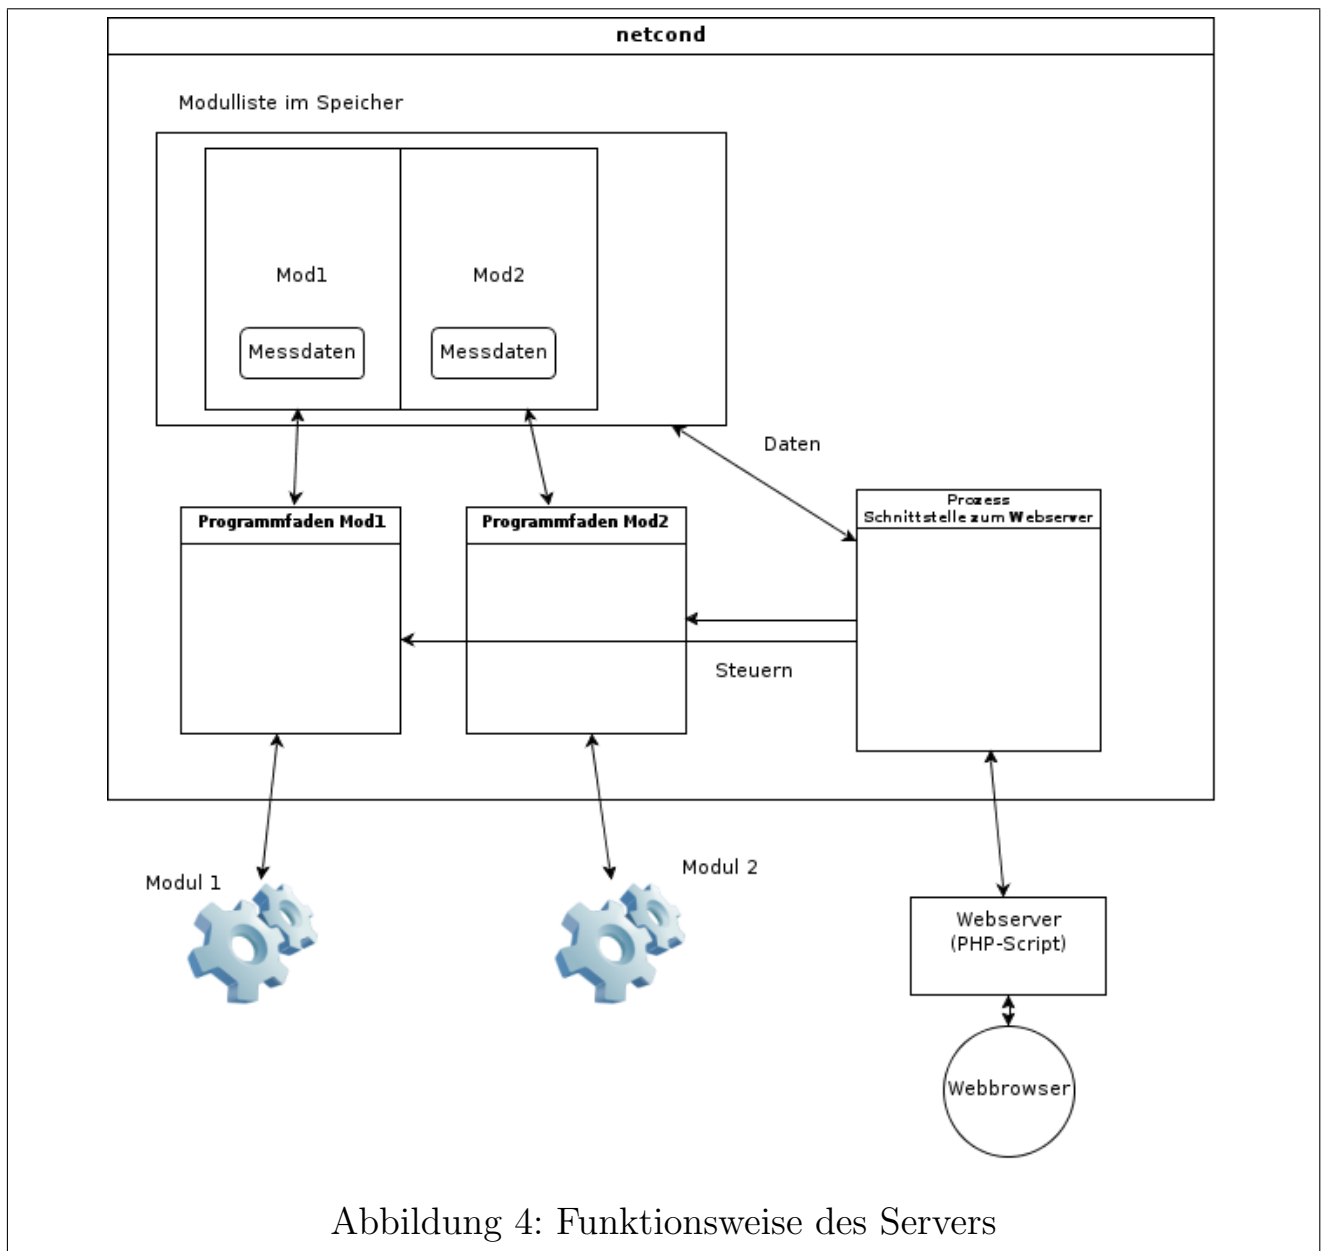 netcond
Modulliste im Speicher
Mod1
Mod2
Messdaten
Messdaten
Daten
Programmfaden Mod1
Programmfaden Mod2
Prozess
Schnittstelle zum Webserver
Steuern
Modul 1
Modul 2
Webserver
(PHP-Script)
Webbrowser
Abbildung 4: Funktionsweise des Servers